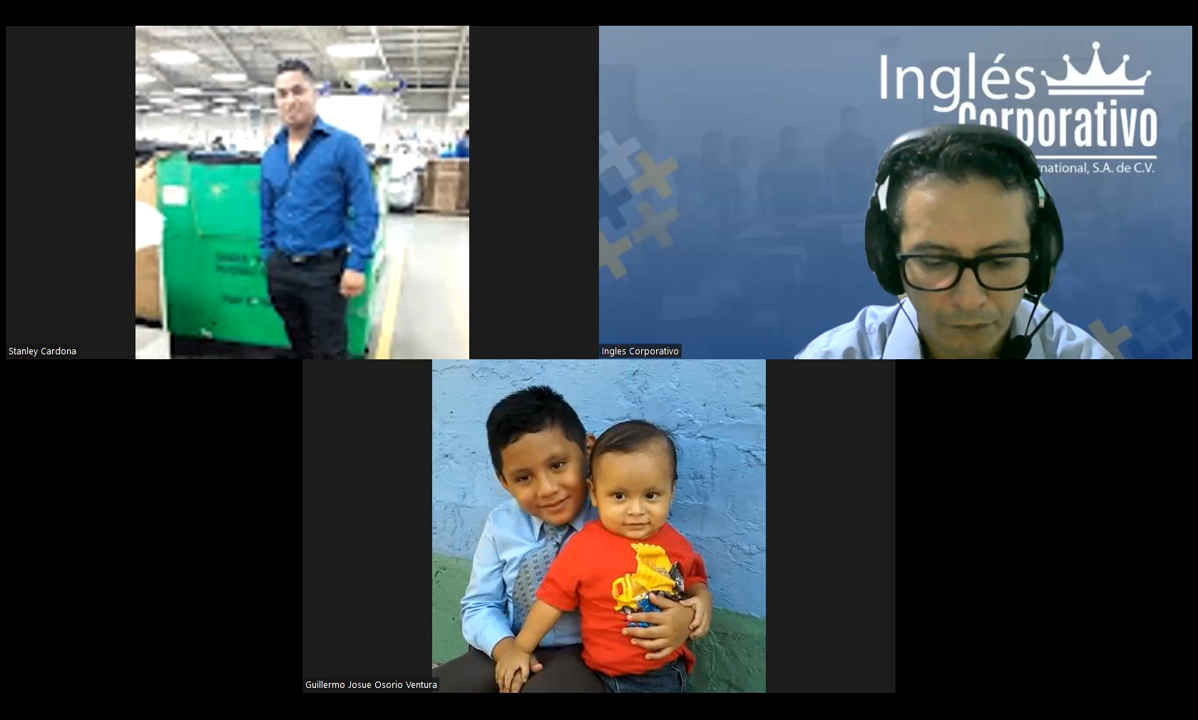 Inglés
Corporativo
national, S.A. de C.V.
Stanley Cardona
Ingles Corporativo
Guillermo Josue Osorio Ventura